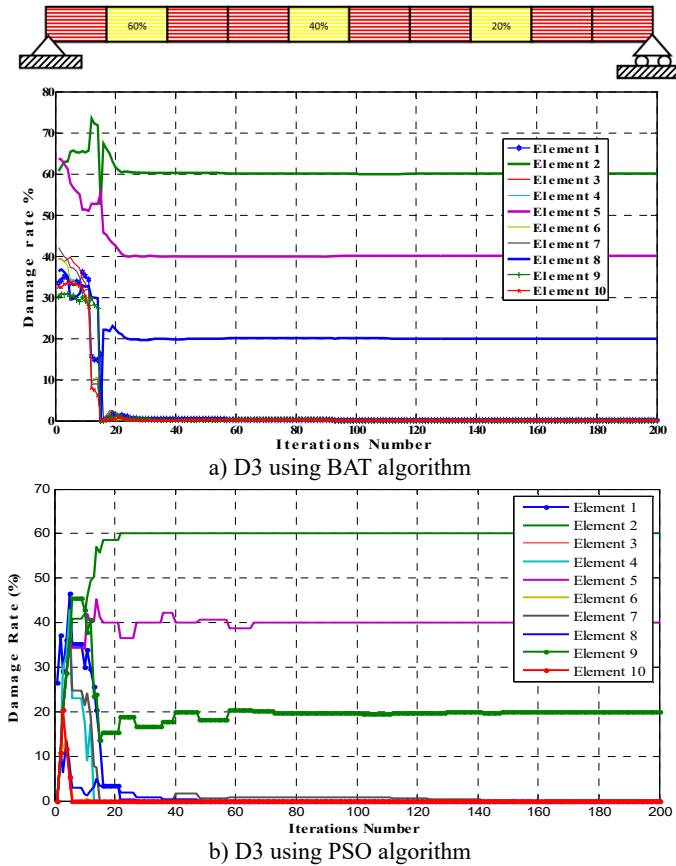 60% 40% 20%
80
70
60
50
40
30
20
10
0
Damage rate %
Element 1
Element 2
Element 3
Element 4
Element 5
Element 6
Element 7
Element 8
Element 9
Element 10
0 20 40 60 80 100 120 140 160 180 200
Iterations Number
a) D3 using BAT algorithm
70
60
50
40
30
20
10
0
Damage Rate (%)
Element 1
Element 2
Element 3
Element 4
Element 5
Element 6
Element 7
Element 8
Element 9
Element 10
0 20 40 60 80 100 120 140 160 180 200
Iterations Number
b) D3 using PSO algorithm